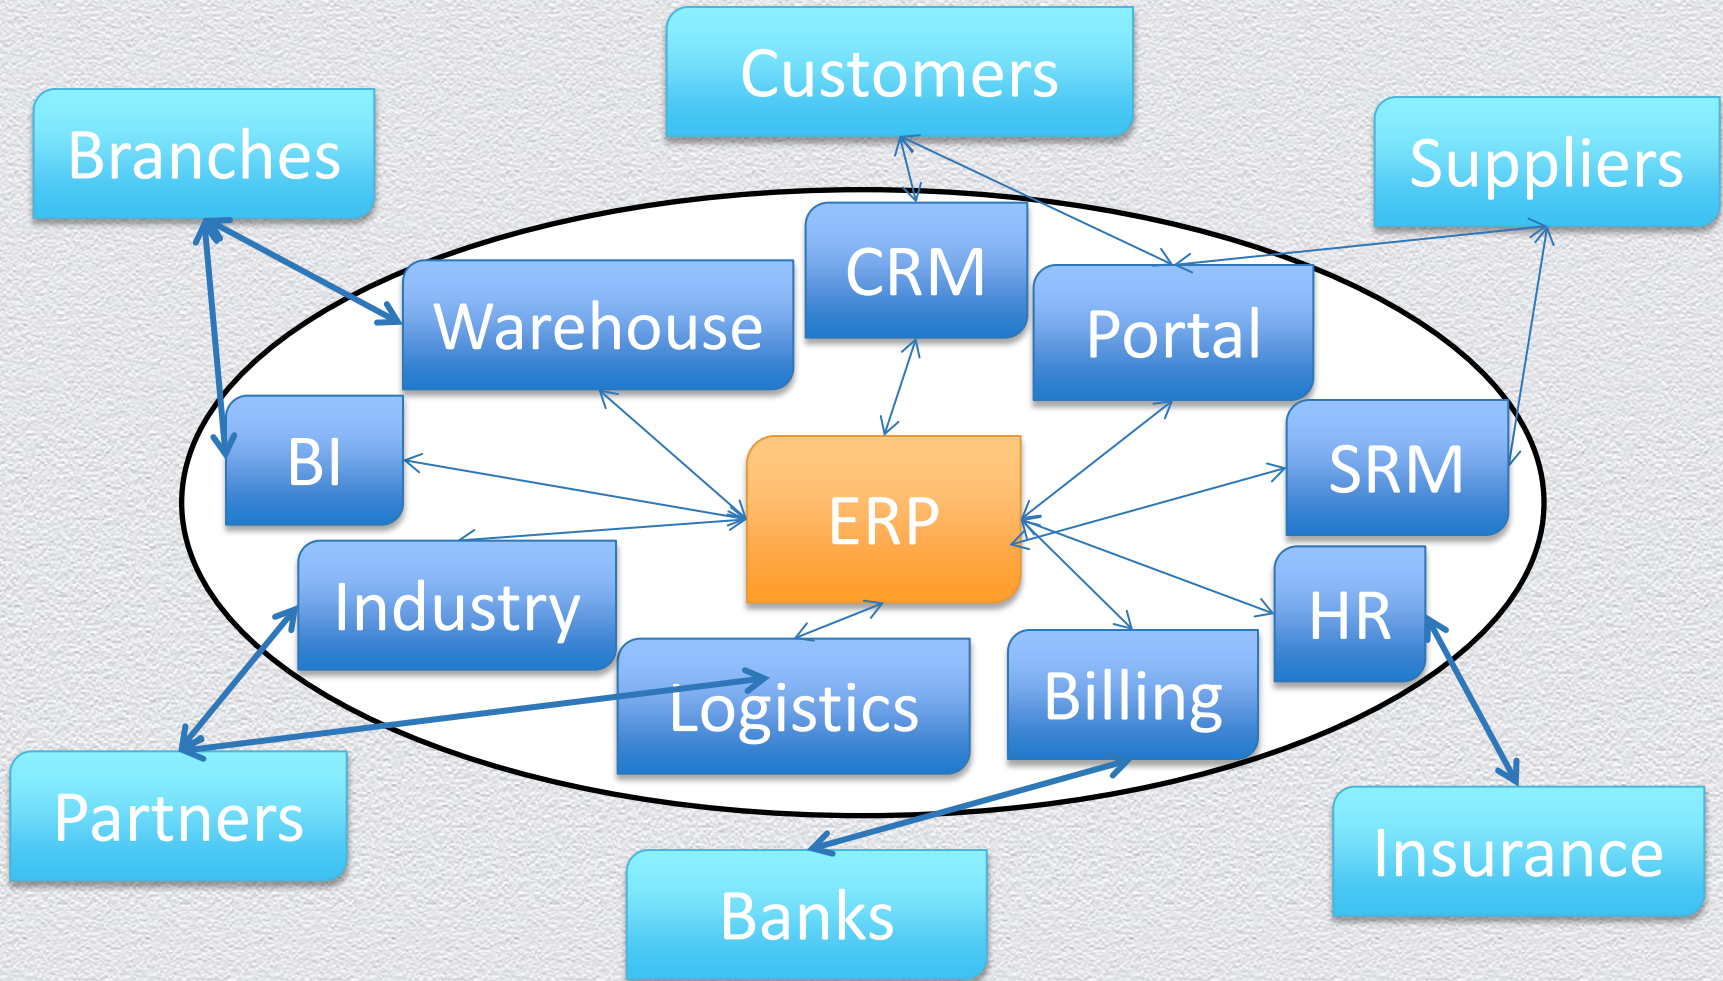 Customers
Branches
Suppliers
CRM
Warehouse
Portal
BI
SRM
ERP
Industry
HR
Logistics
Billing
Partners
Insurance
Banks